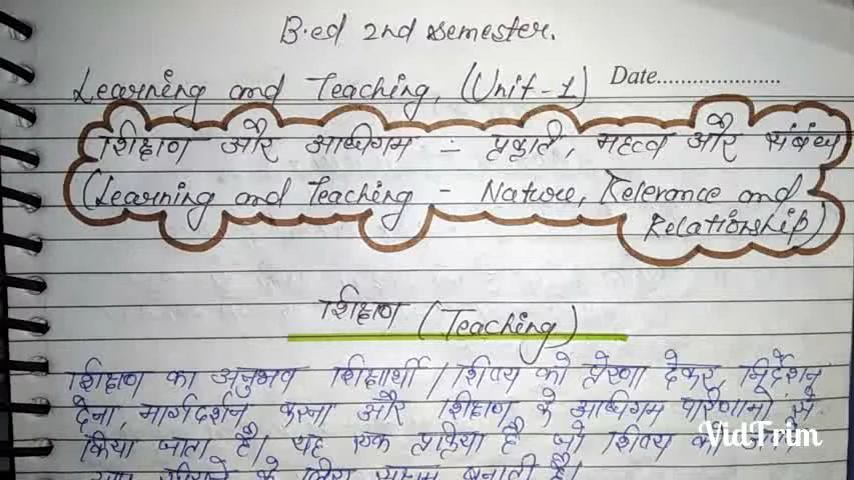 B.ed 2nd semester.
Learning and Teaching, (Unit-1) Date.....................
शिक्षण और अधिगम :- प्रकृति, महत्व और संबंध
(Learning and Teaching - Nature, Relevance and
Relationship)
शिक्षण (Teaching)
शिक्षण का अनुभव शिक्षार्थी / शिष्य को प्रेरणा देकर, निर्देशन
देना, मार्गदर्शन करना और शिक्षण के अधिगम परिणामों से
किया जाता है। यह एक प्रक्रिया है जो शिष्य को
VidTrim
सीखने के लिए सक्षम बनाती है।